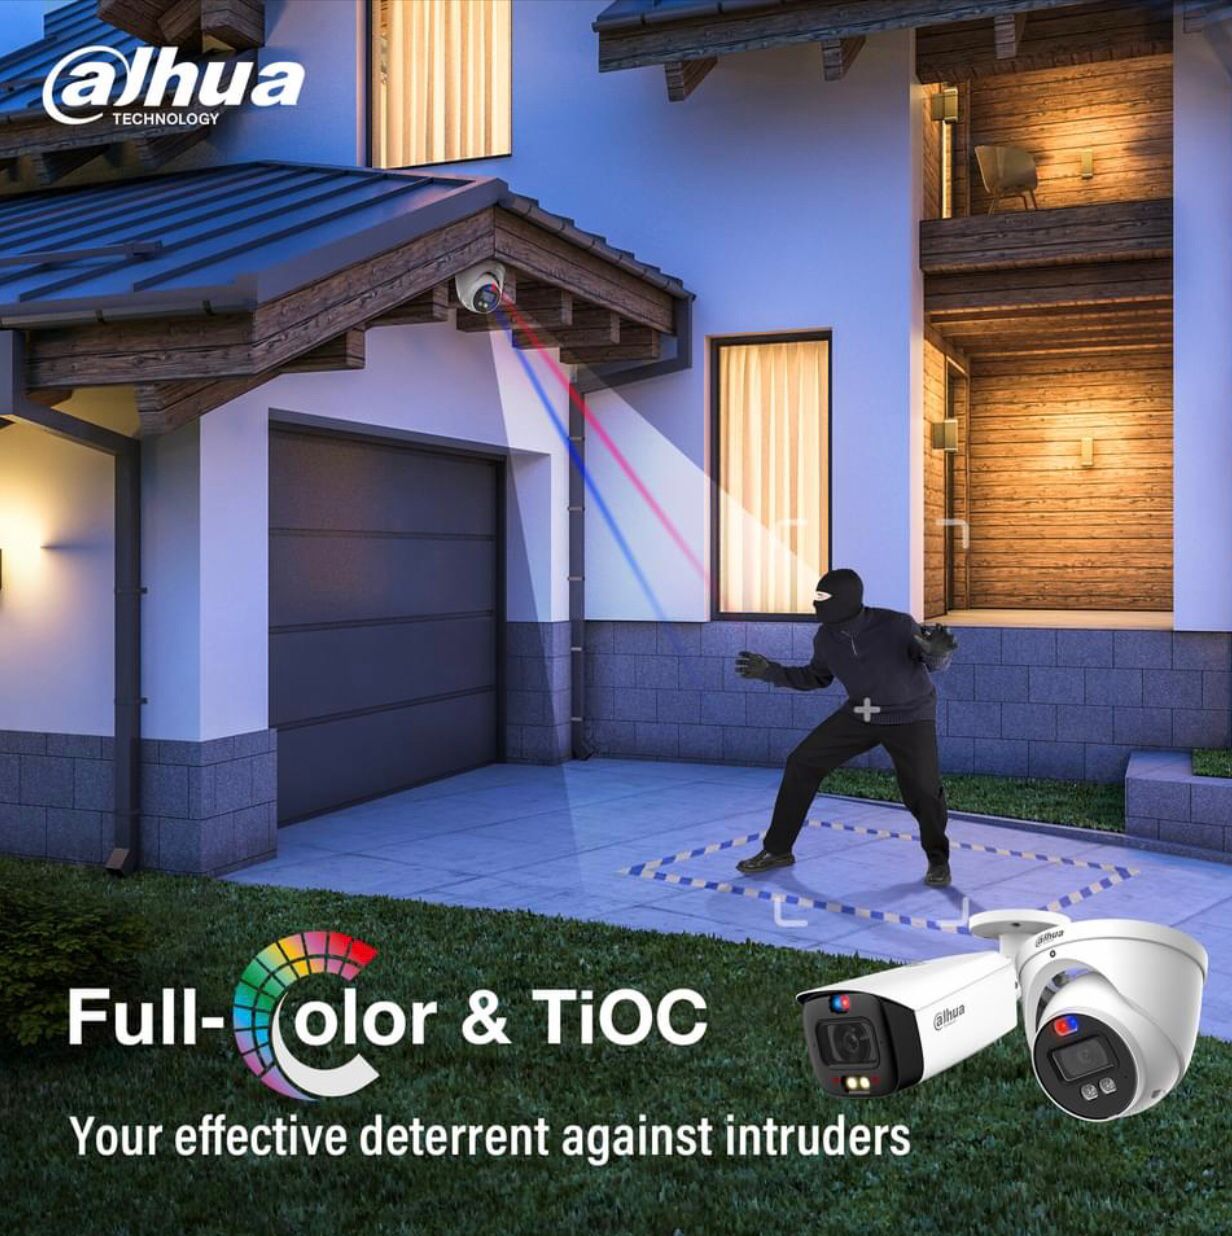 alhua
TECHNOLOGY
Full-Color & TiOC
Your effective deterrent against intruders
alhua
alhua